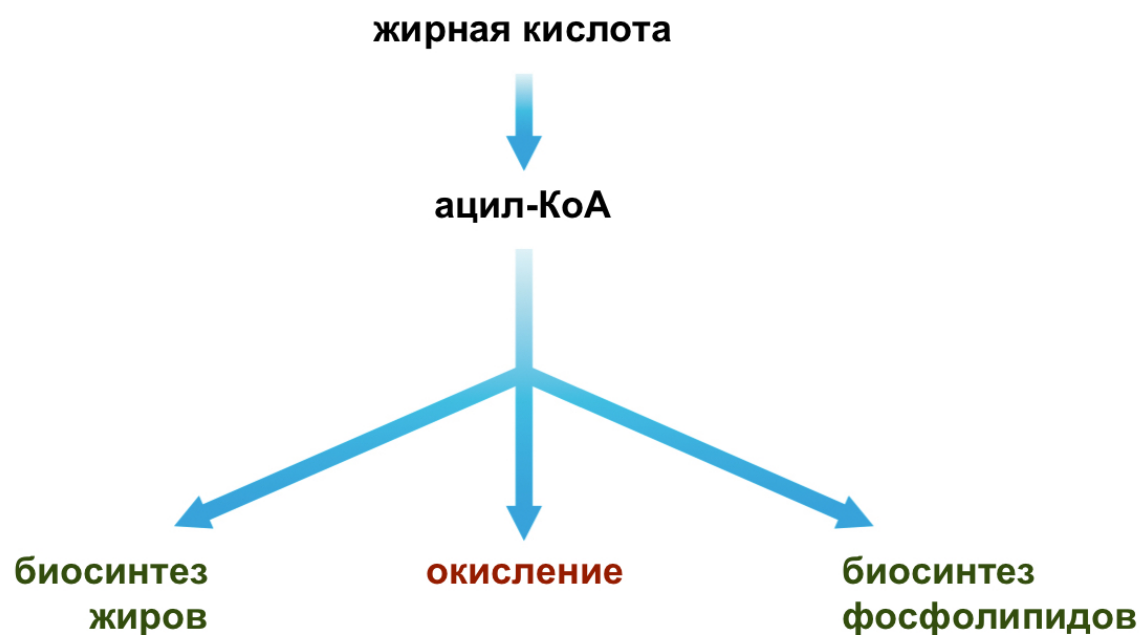 жирная кислота
ацил-КоА
биосинтез
жиров
окисление
биосинтез
фосфолипидов